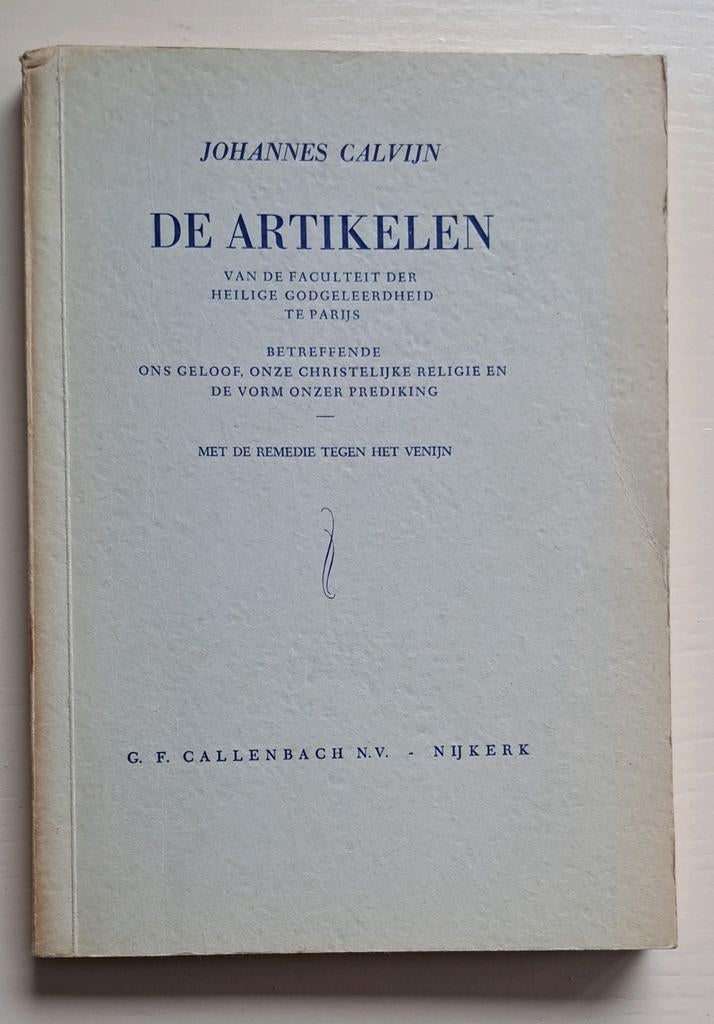 JOHANNES CALVIJN
DE ARTIKELEN
VAN DE FACULTEIT DER
HEILIGE GODGELEERDHEID
TE PARIJS
BETREFFENDE
ONS GELOOF, ONZE CHRISTELIJKE RELIGIE EN
DE VORM ONZER PREDIKING
—
MET DE REMEDIE TEGEN HET VENIJN
G. F. CALLENBACH N.V. - NIJKERK